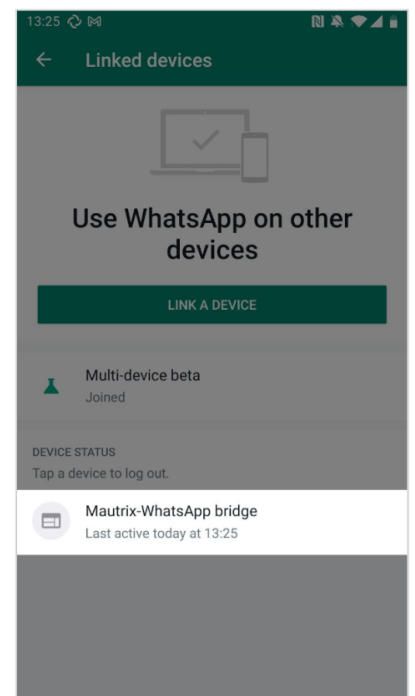 13:25
Linked devices
Use WhatsApp on other
devices
LINK A DEVICE
Multi-device beta
Joined
DEVICE STATUS
Tap a device to log out.
Mautrix-WhatsApp bridge
Last active today at 13:25